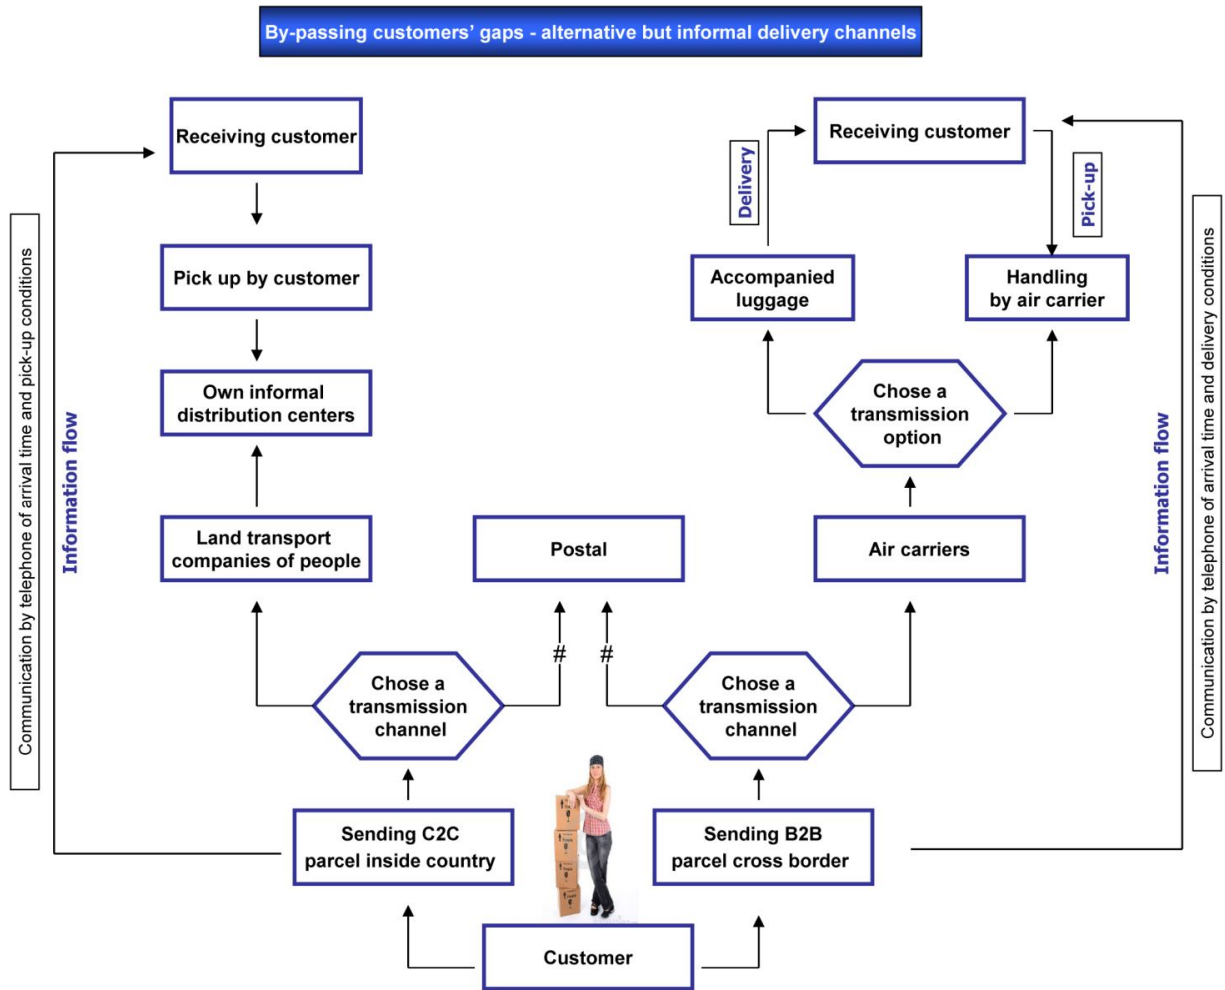 By-passing customers’ gaps - alternative but informal delivery channels
Receiving customer
Receiving customer
Delivery
Pick-up
Pick up by customer
Accompanied
luggage
Handling
by air carrier
Communication by telephone of arrival time and pick-up conditions
Information flow
Own informal
distribution centers
Chose a
transmission
option
Information flow
Communication by telephone of arrival time and delivery conditions
Land transport
companies of people
Postal
Air carriers
#
#
Chose a
transmission
channel
Chose a
transmission
channel
Sending C2C
parcel inside country
Sending B2B
parcel cross border
Customer